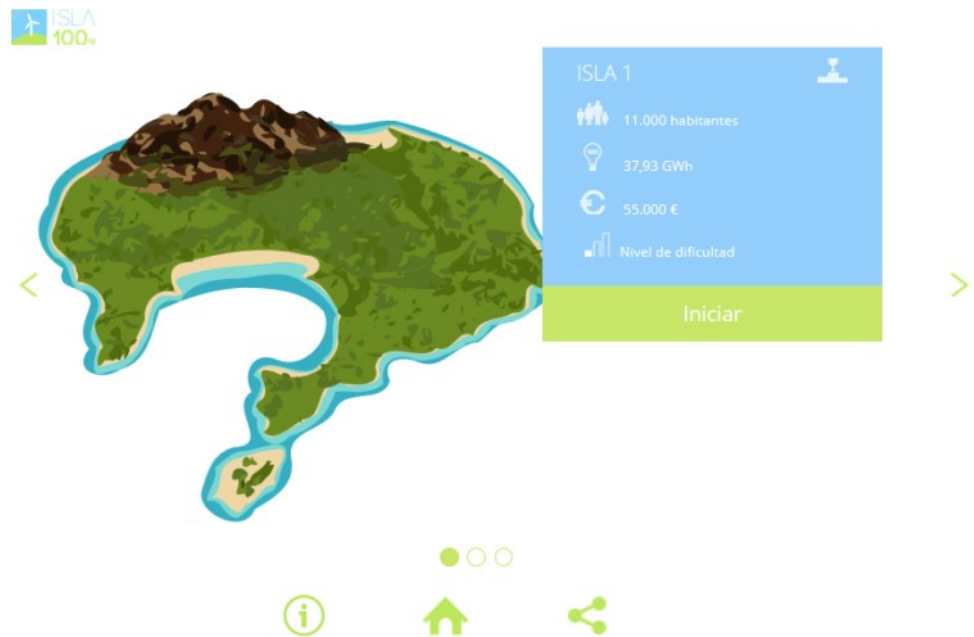 ISLA
100%
ISLA 1
11.000 habitantes
37,93 GWh
55.000 €
Nivel de dificultad
Iniciar